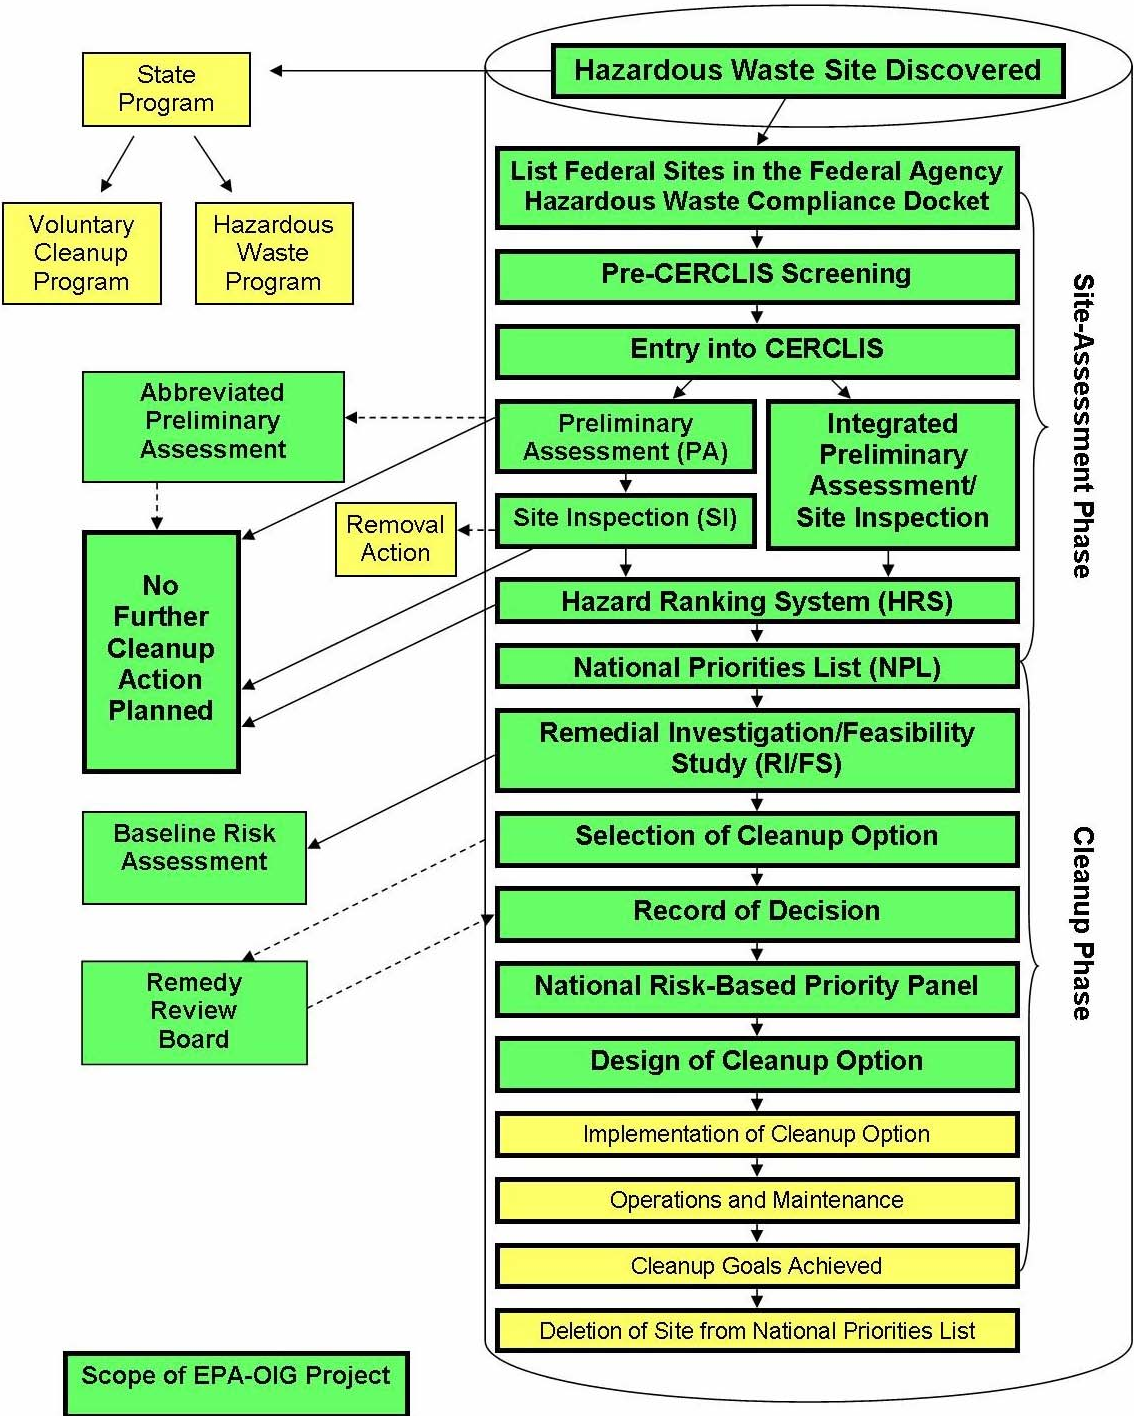 Hazardous Waste Site Discovered
State
Program
Voluntary
Cleanup
Program
Hazardous
Waste
Program
List Federal Sites in the Federal Agency
Hazardous Waste Compliance Docket
Pre-CERCLIS Screening
Entry into CERCLIS
Abbreviated
Preliminary
Assessment
Preliminary
Assessment (PA)
Integrated
Preliminary
Assessment/
Site Inspection
Site Inspection (SI)
Removal
Action
No
Further
Cleanup
Action
Planned
Hazard Ranking System (HRS)
National Priorities List (NPL)
Site-Assessment Phase
Remedial Investigation/Feasibility
Study (RI/FS)
Baseline Risk
Assessment
Selection of Cleanup Option
Record of Decision
Remedy
Review
Board
National Risk-Based Priority Panel
Design of Cleanup Option
Implementation of Cleanup Option
Operations and Maintenance
Cleanup Goals Achieved
Cleanup Phase
Deletion of Site from National Priorities List
Scope of EPA-OIG Project